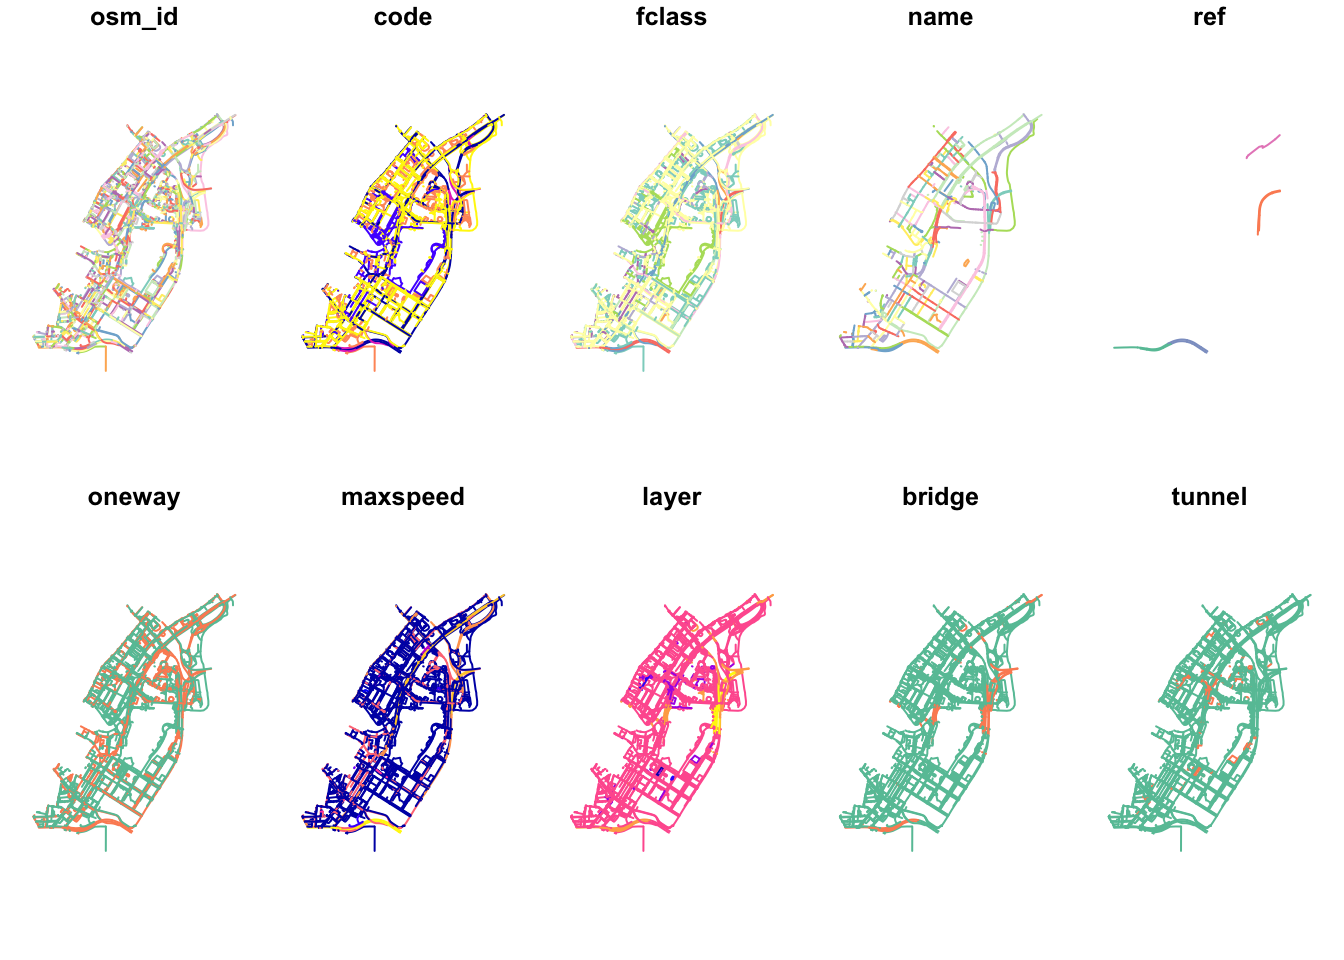 osm_id code fclass name ref
oneway maxspeed layer bridge tunnel